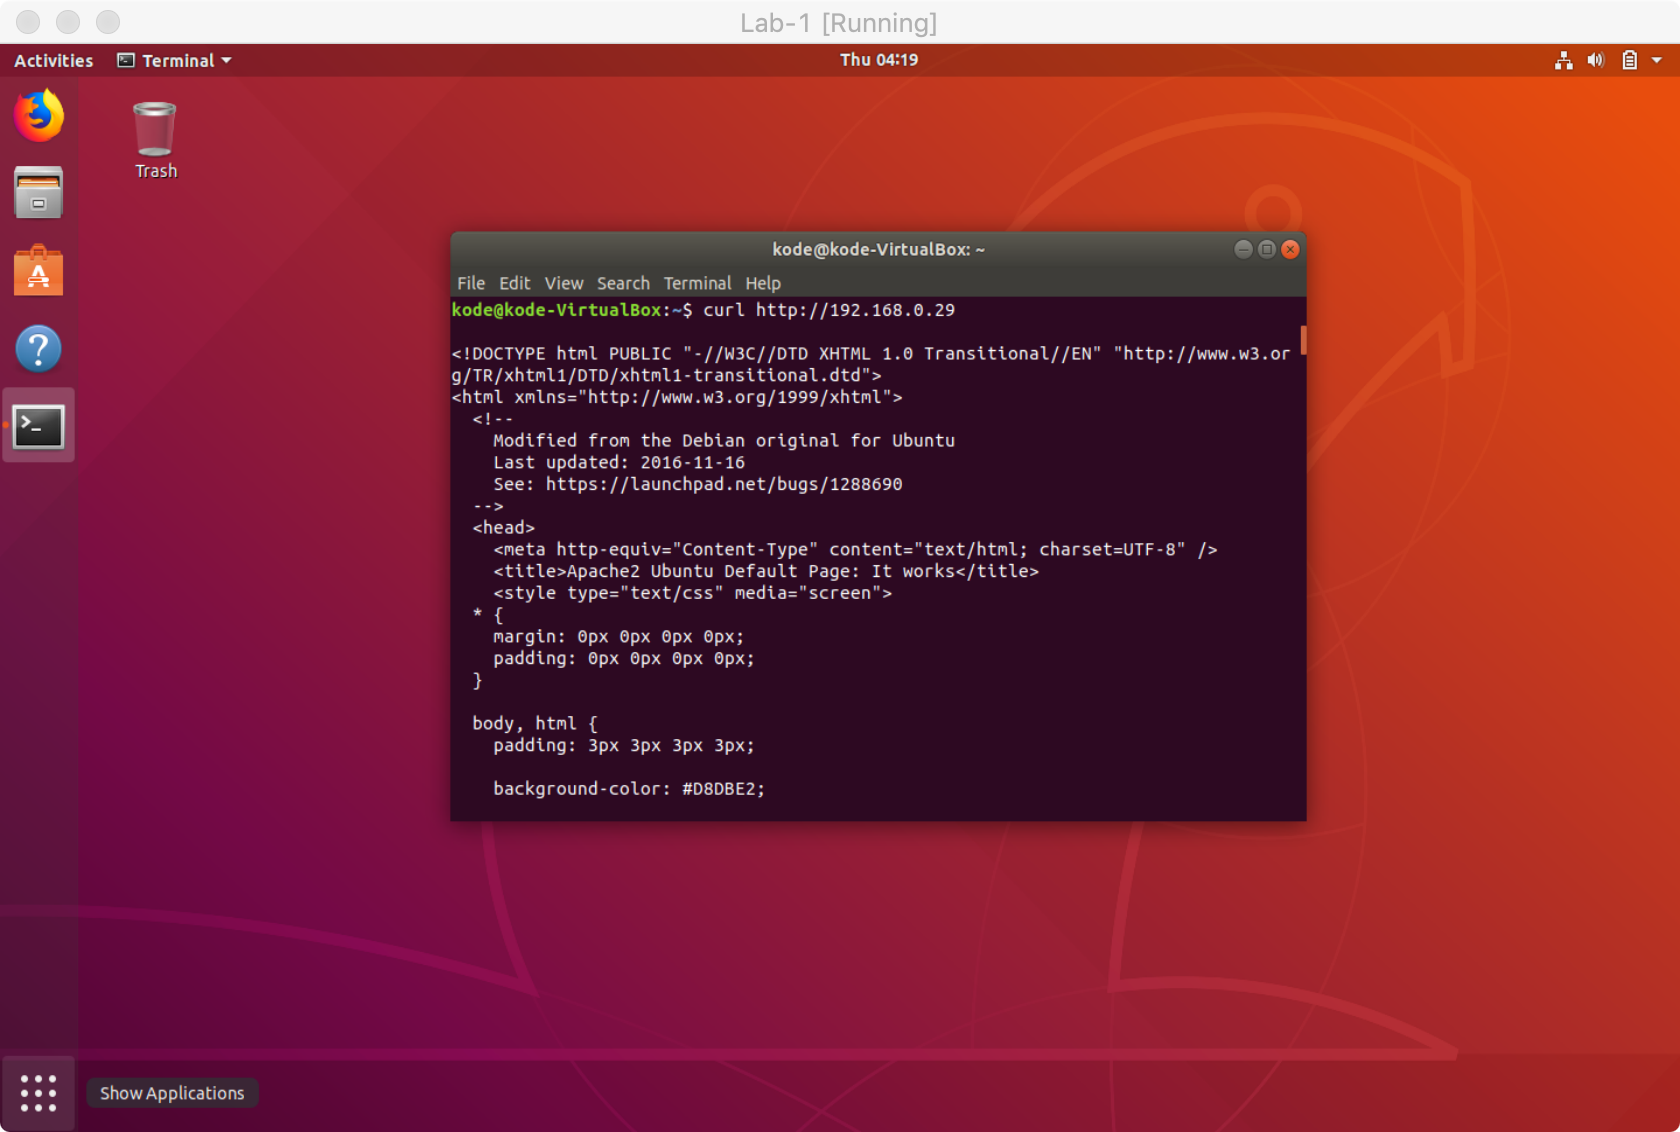 Lab-1 [Running]
Activities Terminal Thu 04:19
Trash
kode@kode-VirtualBox: ~
File Edit View Search Terminal Help
kode@kode-VirtualBox:~$ curl http://192.168.0.29
<!DOCTYPE html PUBLIC "-//W3C//DTD XHTML 1.0 Transitional//EN" "http://www.w3.or
g/TR/xhtml1/DTD/xhtml1-transitional.dtd">
<html xmlns="http://www.w3.org/1999/xhtml">
<!--
Modified from the Debian original for Ubuntu
Last updated: 2016-11-16
See: https://launchpad.net/bugs/1288690
-->
<head>
<meta http-equiv="Content-Type" content="text/html; charset=UTF-8" />
<title>Apache2 Ubuntu Default Page: It works</title>
<style type="text/css" media="screen">
* {
margin: 0px 0px 0px 0px;
padding: 0px 0px 0px 0px;
}
body, html {
padding: 3px 3px 3px 3px;
background-color: #D8DBE2;
Show Applications